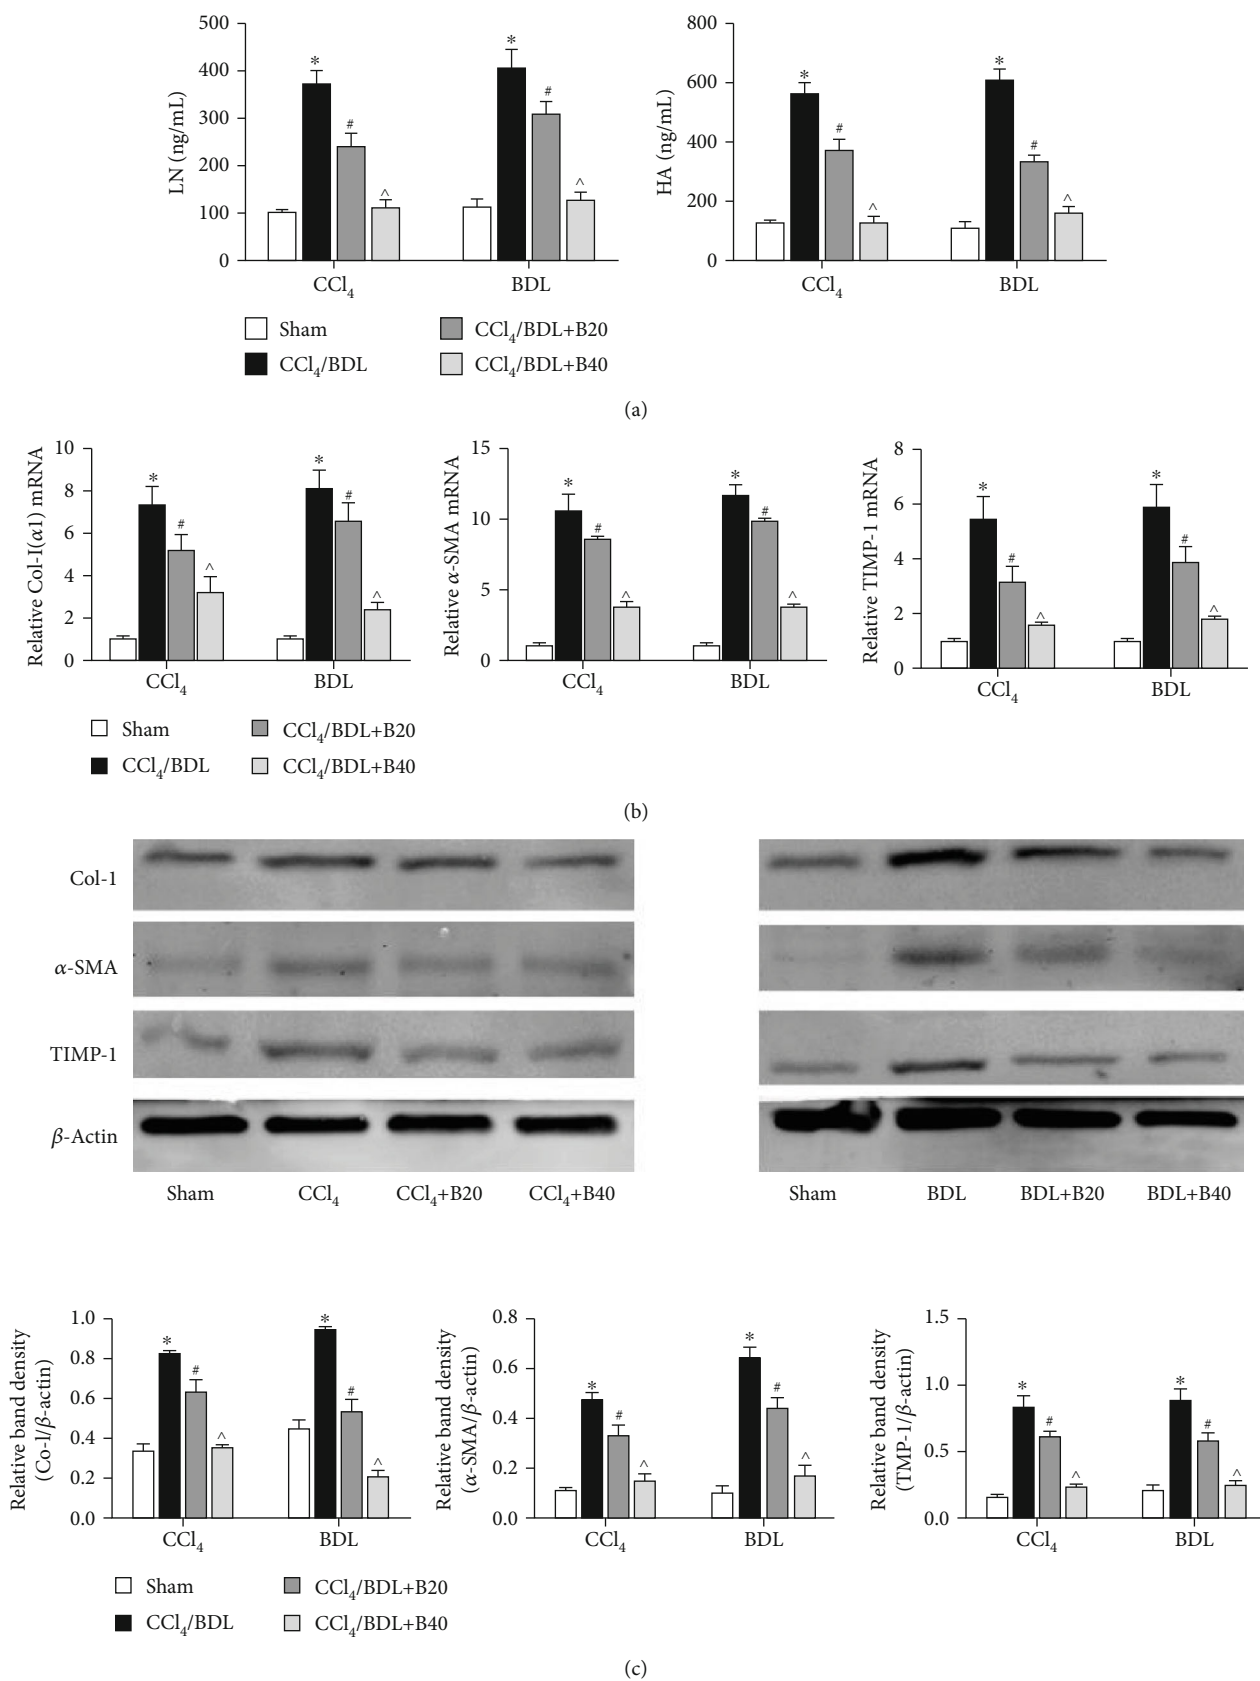 500
400
300
200
100
0
LN (ng/mL)
*
#
^
*
#
^
CCl4
BDL
800
600
400
200
0
HA (ng/mL)
*
#
^
*
#
^
CCl4
BDL
Sham
CCl4/BDL+B20
CCl4/BDL
CCl4/BDL+B40
(a)
10
8
6
4
2
0
Relative Col-I(α1) mRNA
*
#
^
*
#
^
CCl4
BDL
15
10
5
0
Relative α-SMA mRNA
*
#
^
*
#
^
CCl4
BDL
8
6
4
2
0
Relative TIMP-1 mRNA
*
#
^
*
#
^
CCl4
BDL
Sham
CCl4/BDL+B20
CCl4/BDL
CCl4/BDL+B40
(b)
Col-1
α-SMA
TIMP-1
β-Actin
Sham CCl4 CCl4+B20 CCl4+B40
Sham BDL BDL+B20 BDL+B40
1.0
0.8
0.6
0.4
0.2
0.0
Relative band density
(Co-I/β-actin)
*
#
^
*
#
^
CCl4
BDL
0.8
0.6
0.4
0.2
0.0
Relative band density
(α-SMA/β-actin)
*
#
^
*
#
^
CCl4
BDL
1.5
1.0
0.5
0.0
Relative band density
(TMP-1/β-actin)
*
#
^
*
#
^
CCl4
BDL
Sham
CCl4/BDL+B20
CCl4/BDL
CCl4/BDL+B40
(c)